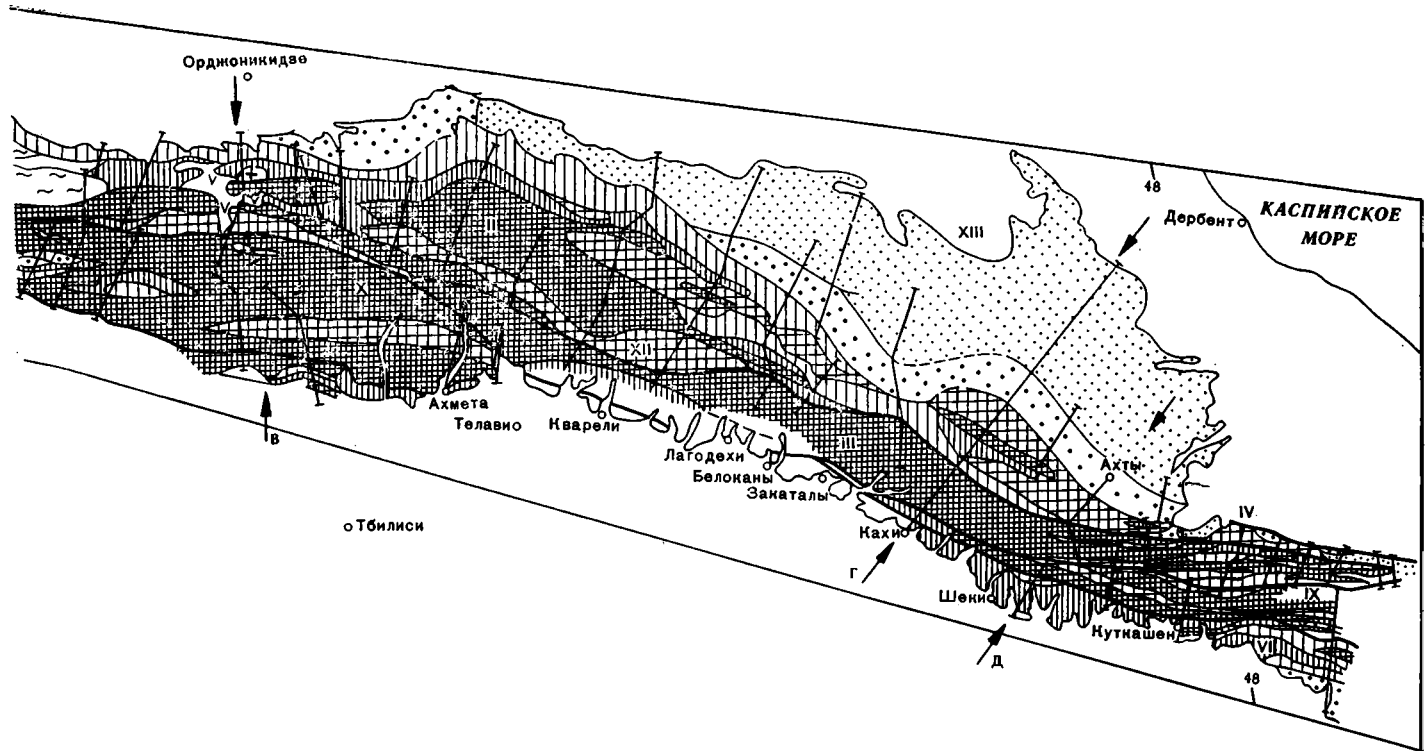 Орджоникидзе
48
КАСПИЙСКОЕ
МОРЕ
Дербент
XIII
V
II
X
XII
III
Ахмета
Телави
Кварели
Лагодехи
Белоканы
Закаталы
В
Тбилиси
Ахты
IV
Кахи
Г
Шеки
IX
Куткашен
VII
Д
48